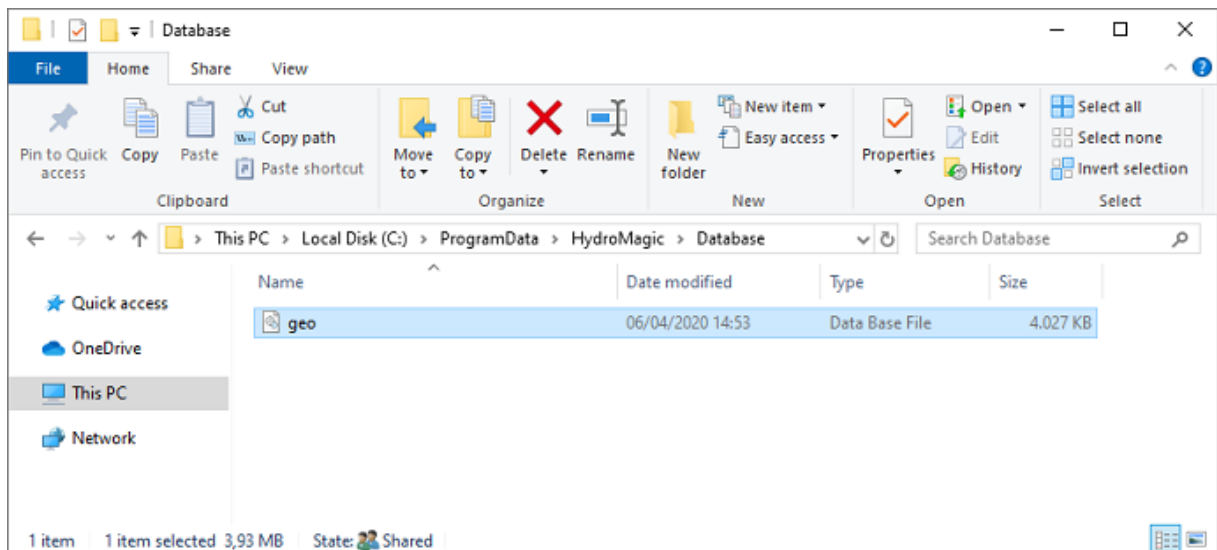 Database
File Home Share View
Pin to Quick access
Copy
Paste
Cut
Copy path
Paste shortcut
Clipboard
Move to
Copy to
Delete
Rename
Organize
New folder
New item
Easy access
New
Properties
Open
Edit
History
Open
Select all
Select none
Invert selection
Select
This PC > Local Disk (C:) > ProgramData > HydroMagic > Database
Search Database
Name Date modified Type Size
geo 06/04/2020 14:53 Data Base File 4.027 KB
Quick access
OneDrive
This PC
Network
1 item 1 item selected 3,93 MB State: Shared